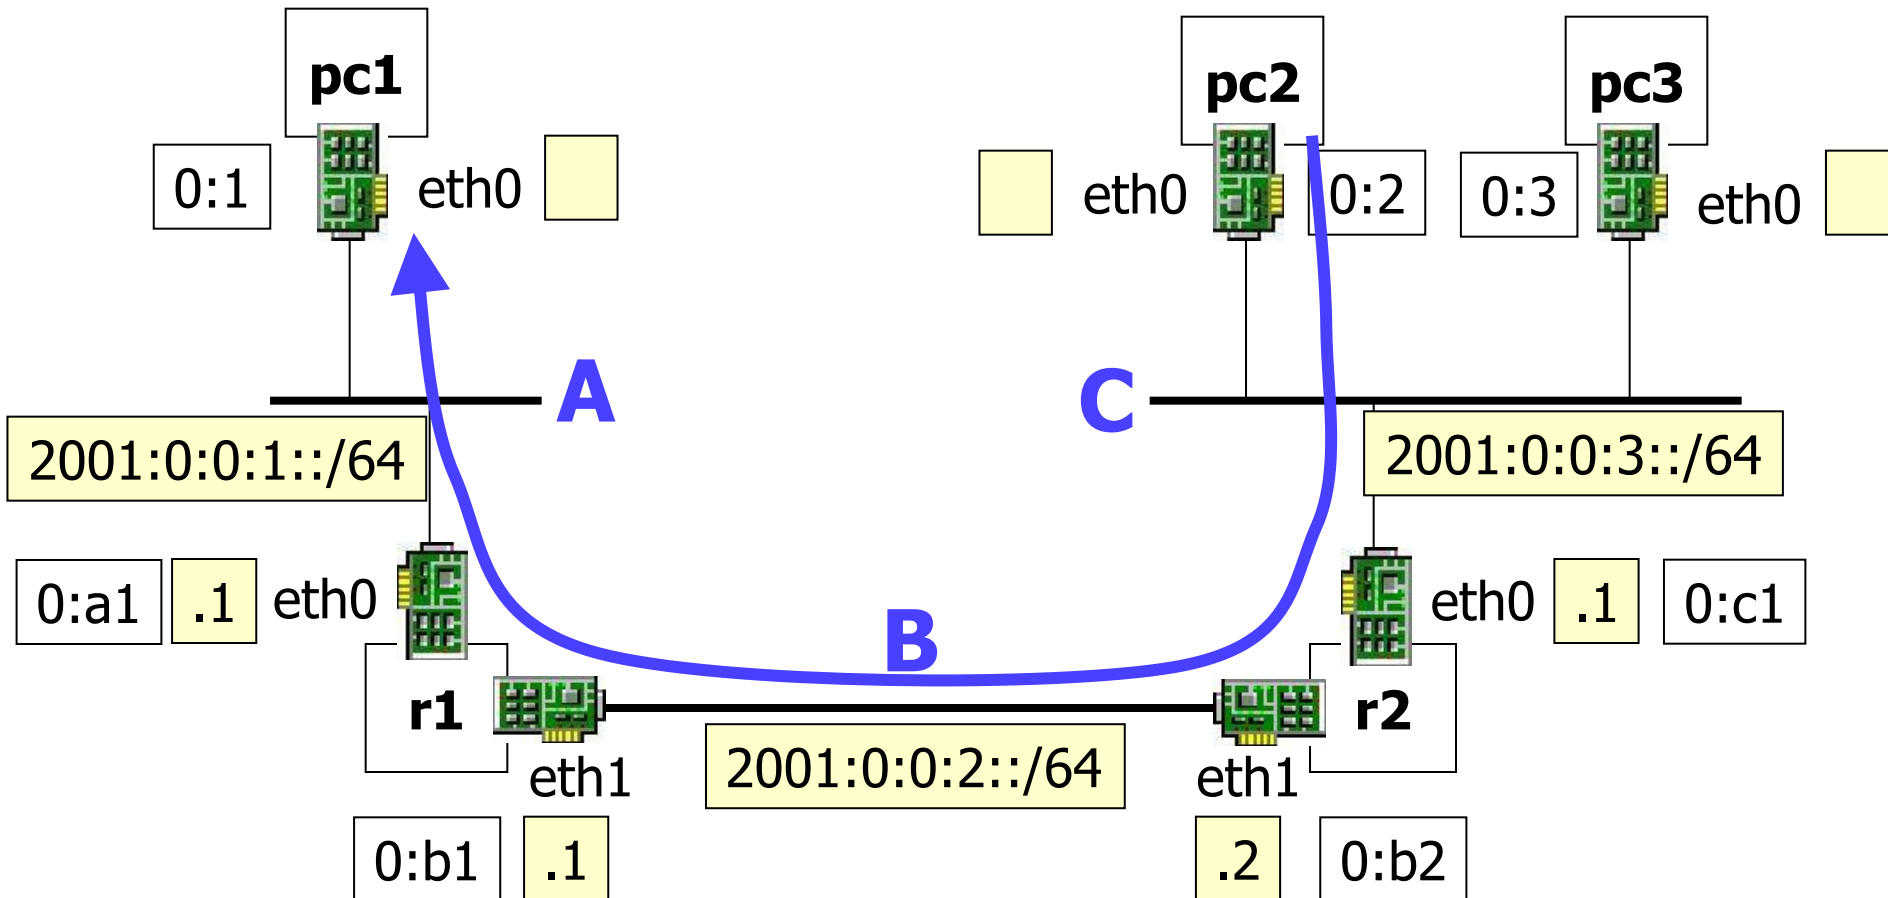 pc1
pc2
pc3
0:1
eth0
eth0
0:2
0:3
eth0
A
C
2001:0:0:1::/64
2001:0:0:3::/64
0:a1
.1
eth0
eth0
.1
0:c1
B
r1
r2
2001:0:0:2::/64
eth1
eth1
0:b1
.1
.2
0:b2